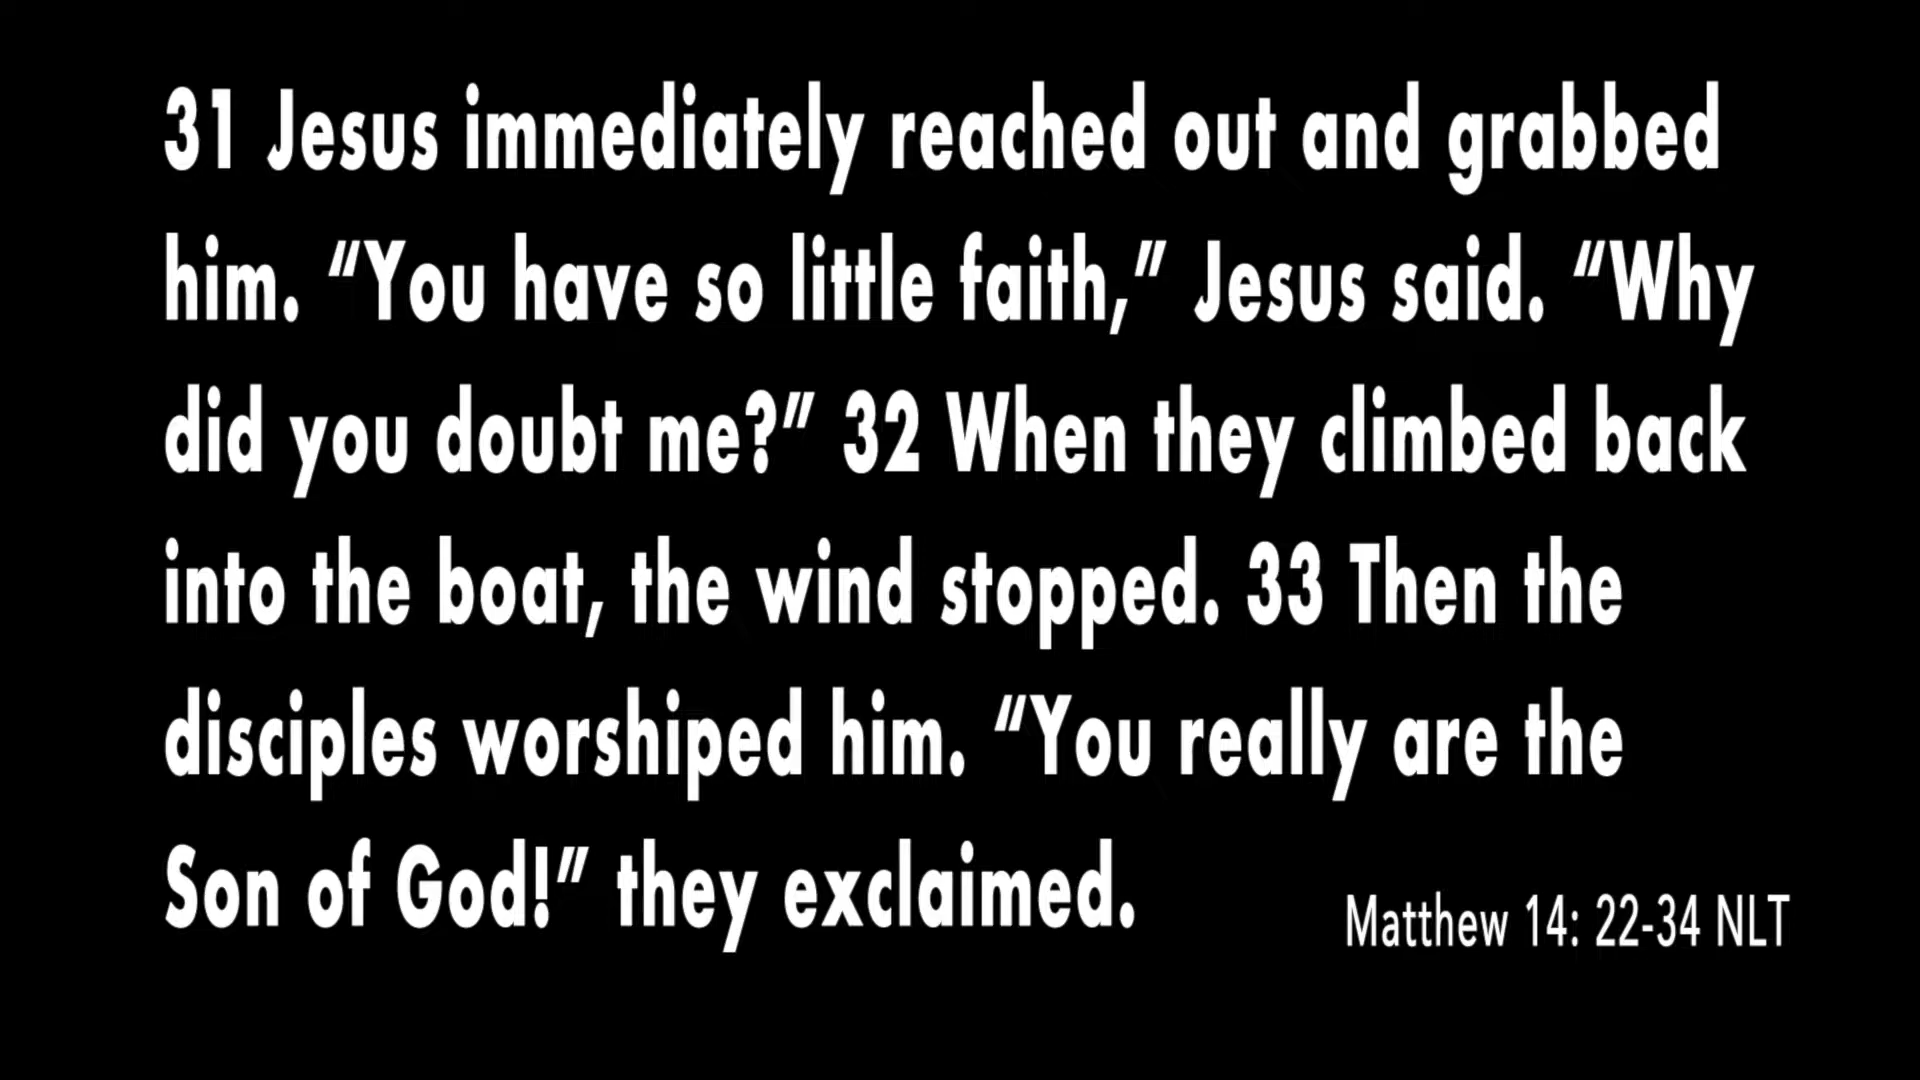 31 Jesus immediately reached out and grabbed
him. “You have so little faith,” Jesus said. “Why
did you doubt me?” 32 When they climbed back
into the boat, the wind stopped. 33 Then the
disciples worshiped him. “You really are the
Son of God!” they exclaimed.
Matthew 14: 22-34 NLT